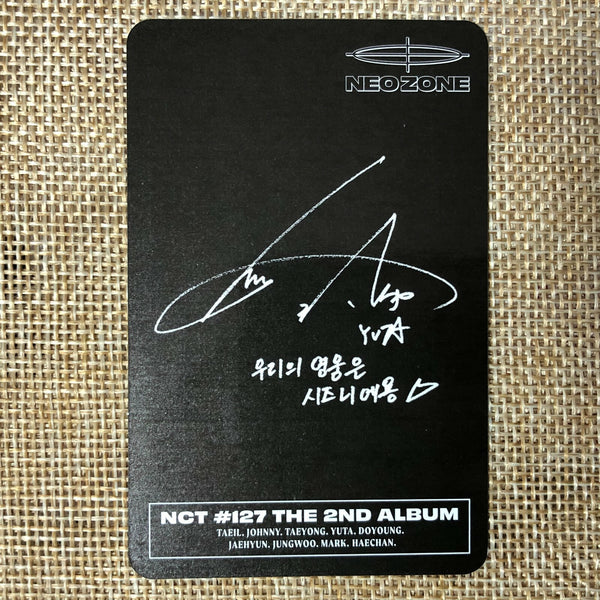 NEO ZONE
YUTA
우리의 영웅은
시즈니예용
NCT #127 THE 2ND ALBUM
TAEIL. JOHNNY. TAEYONG. YUTA. DOYOUNG.
JAEHYUN. JUNGWOO. MARK. HAECHAN.